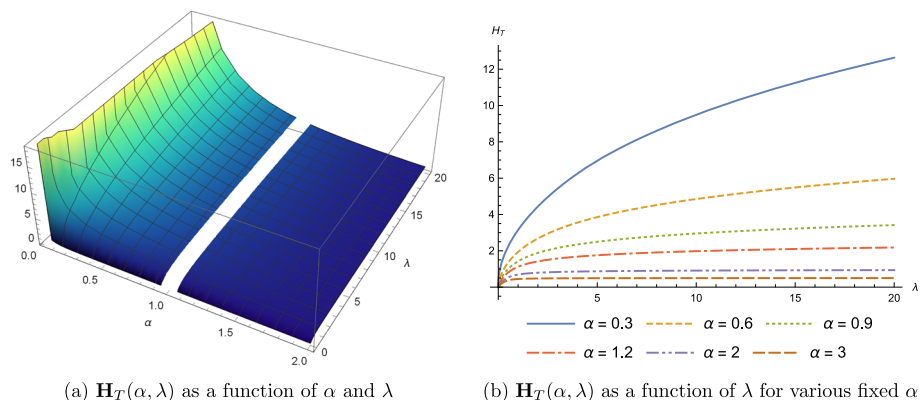 15
10
5
0
0.0
0.5
1.0
α
1.5
2.0
0
5
10
λ
15
20
H_T
12
10
8
6
4
2
5
10
15
20
λ
α = 0.3
α = 0.6
α = 0.9
α = 1.2
α = 2
α = 3
(a) H_T(α, λ) as a function of α and λ
(b) H_T(α, λ) as a function of λ for various fixed α